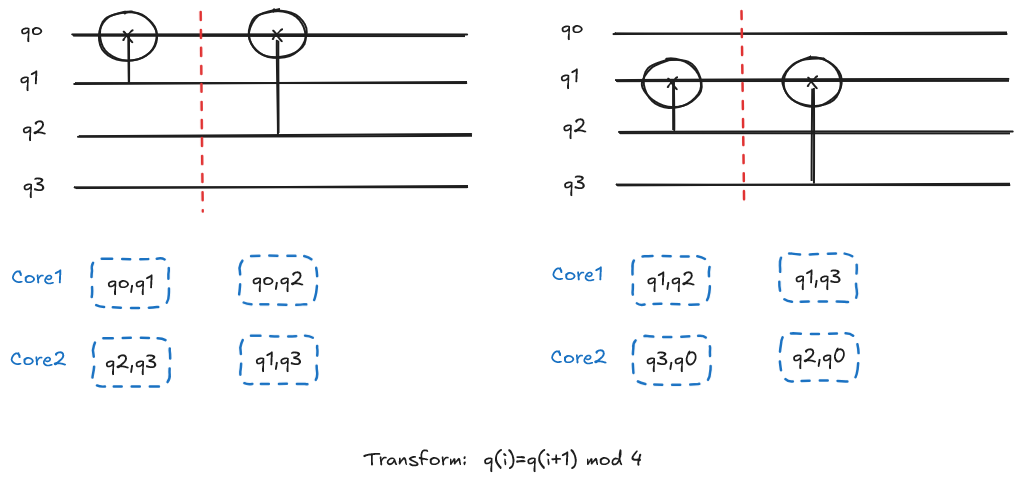 q0
q1
q2
q3
Core1
q0,q1
q0,q2
Core2
q2,q3
q1,q3
q0
q1
q2
q3
Core1
q1,q2
q1,q3
Core2
q3,q0
q2,q0
Transform: q(i)=q(i+1) mod 4